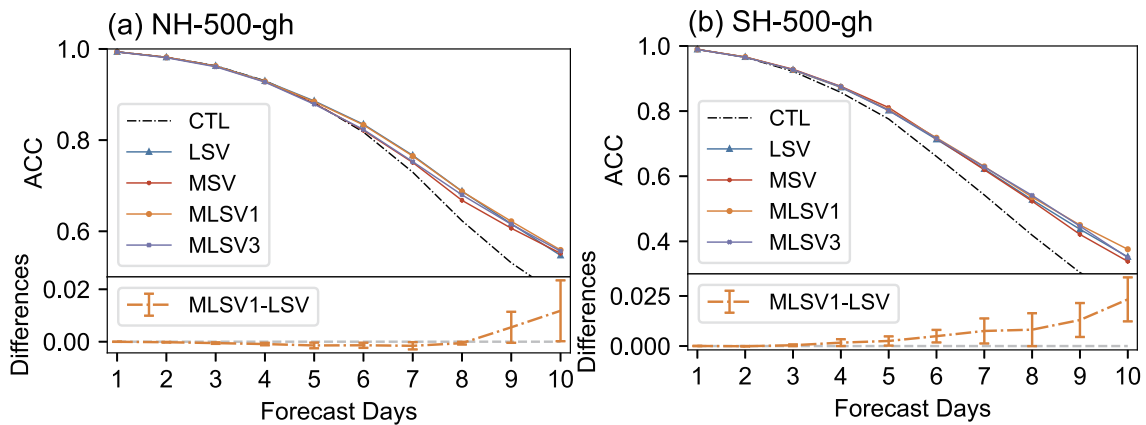 (a) NH-500-gh
1.0
0.8
0.6
ACC
CTL
LSV
MSV
MLSV1
MLSV3
0.02
0.00
Differences
MLSV1-LSV
1 2 3 4 5 6 7 8 9 10
Forecast Days
(b) SH-500-gh
1.0
0.8
0.6
0.4
ACC
CTL
LSV
MSV
MLSV1
MLSV3
0.025
0.000
Differences
MLSV1-LSV
1 2 3 4 5 6 7 8 9 10
Forecast Days